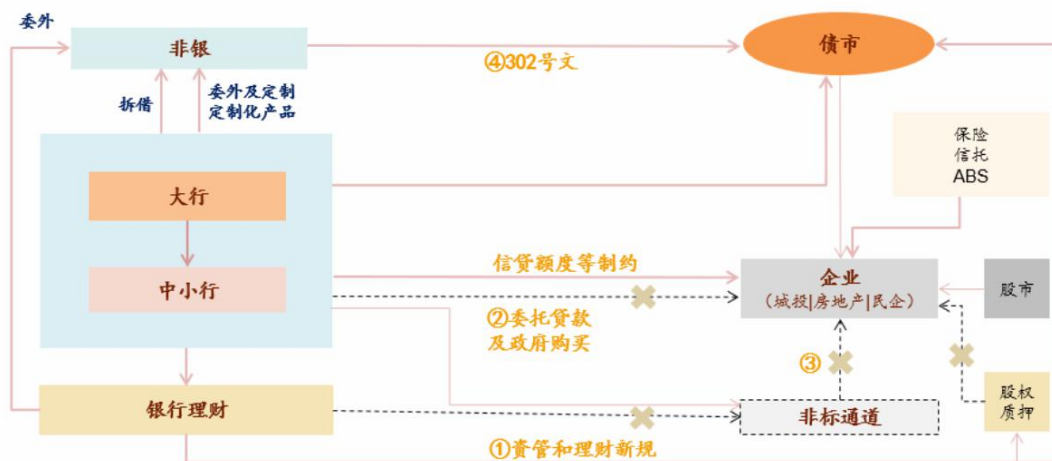 委外
非银
债市
④302号文
拆借
委外及定制
定制化产品
保险
信托
ABS
大行
中小行
信贷额度等制约
企业
（城投|房地产|民企）
股市
②委托贷款
及政府购买
③
银行理财
非标通道
股权
质押
①资管和理财新规